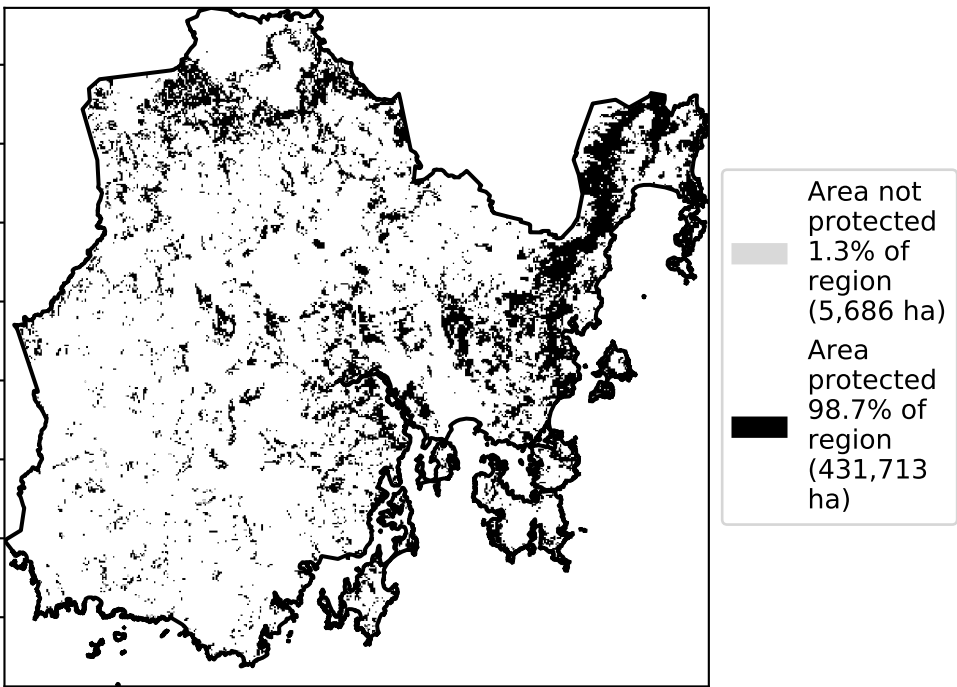 Area not
protected
1.3% of
region
(5,686 ha)
Area
protected
98.7% of
region
(431,713
ha)